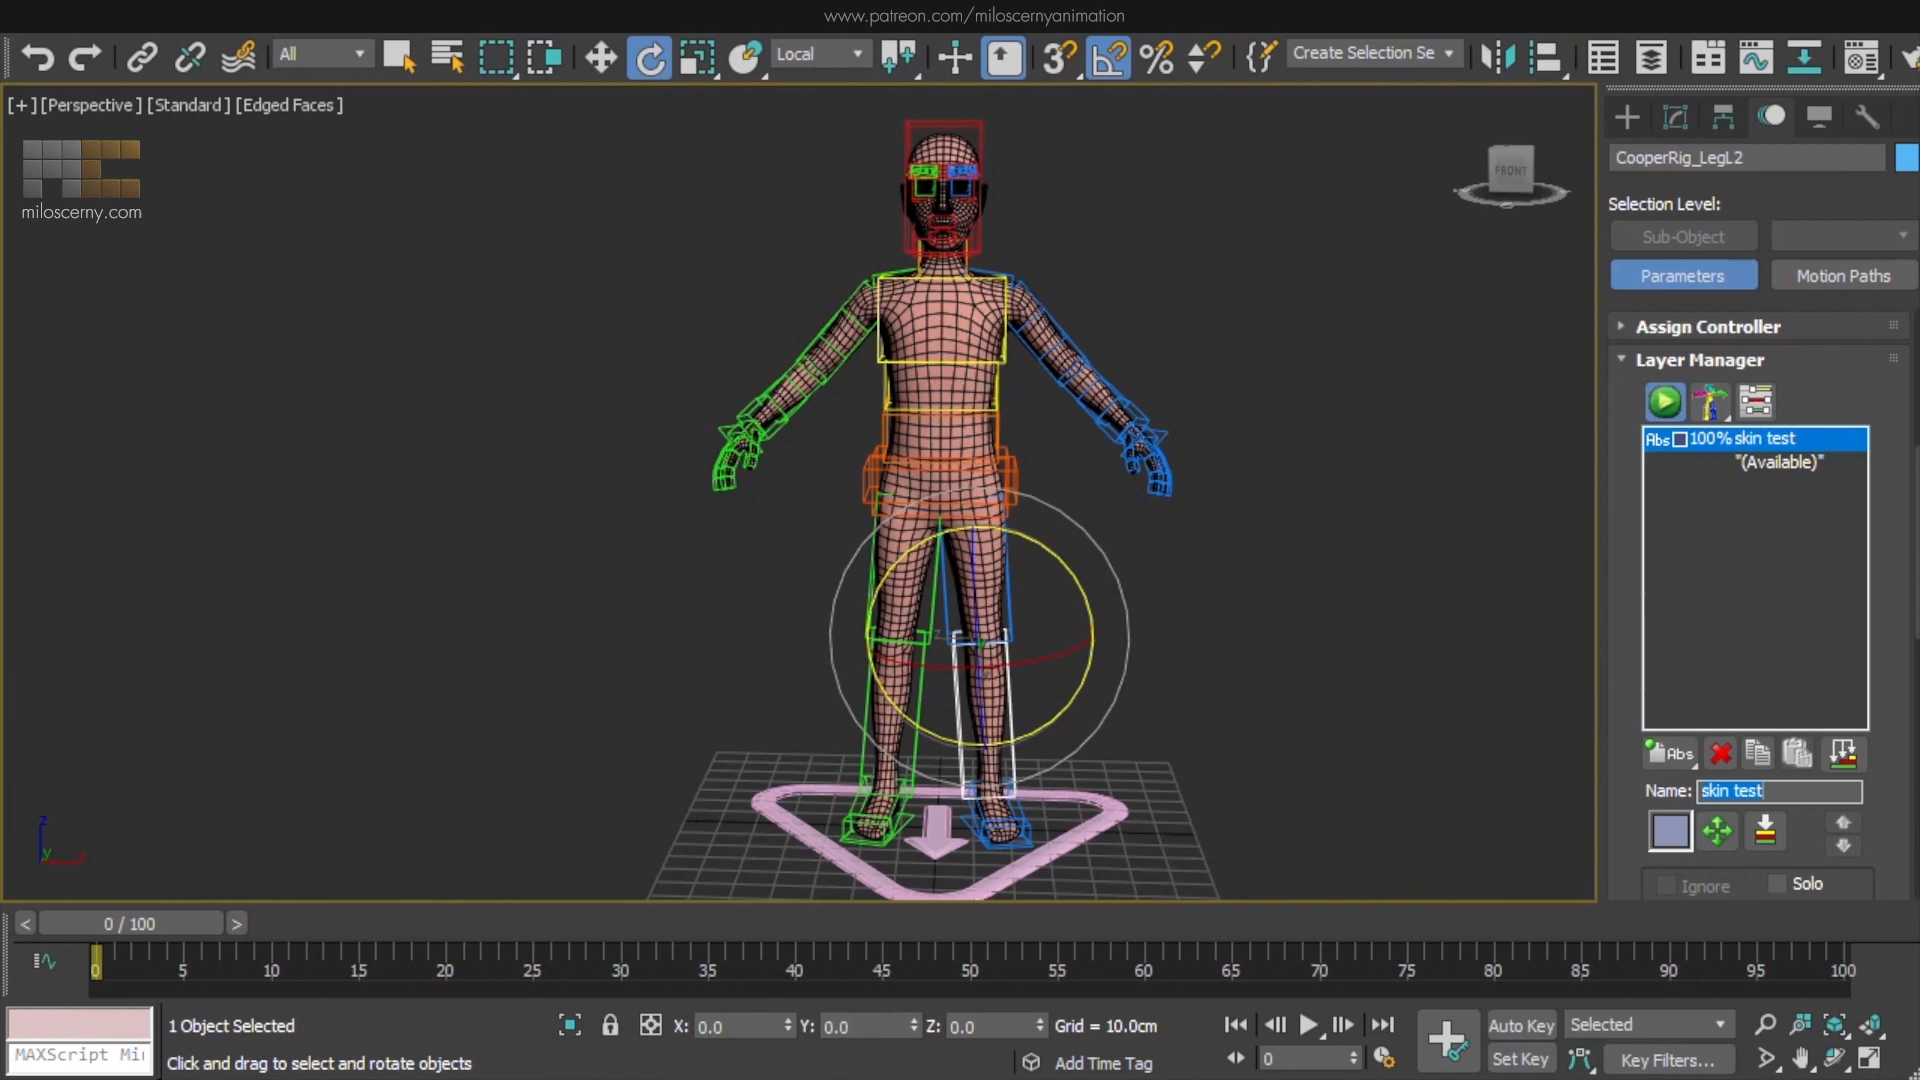 www.patreon.com/miloscernyanimation
All
Local
3
Create Selection Se
[+] [Perspective] [Standard] [Edged Faces]
miloscerny.com
FRONT
CooperRig_LegL2
Selection Level:
Sub-Object
Parameters
Motion Paths
Assign Controller
Layer Manager
Abs 100% skin test
"(Available)"
Abs
Name: skin test
Ignore
Solo
z
y
< 0 / 100 >
0 5 10 15 20 25 30 35 40 45 50 55 60 65 70 75 80 85 90 95 100
1 Object Selected
X: 0.0 Y: 0.0 Z: 0.0 Grid = 10.0cm
Auto Key
Selected
MAXScript Mi
Click and drag to select and rotate objects
Add Time Tag
0
Set Key
Key Filters...